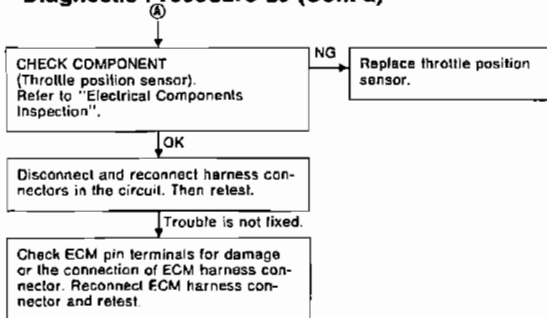 A
CHECK COMPONENT
(Throttle position sensor).
Refer to "Electrical Components
Inspection".
NG
Replace throttle position
sensor.
OK
Disconnect and reconnect harness con-
nectors in the circuit. Then retest.
Trouble is not fixed.
Check ECM pin terminals for damage
or the connection of ECM harness con-
nector. Reconnect ECM harness con-
nector and retest.